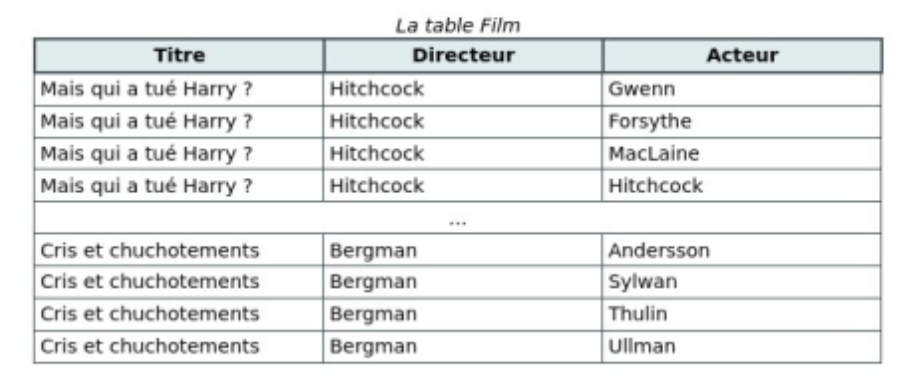 La table Film
Titre Directeur Acteur
Mais qui a tué Harry ? Hitchcock Gwenn
Mais qui a tué Harry ? Hitchcock Forsythe
Mais qui a tué Harry ? Hitchcock MacLaine
Mais qui a tué Harry ? Hitchcock Hitchcock
...
Cris et chuchotements Bergman Andersson
Cris et chuchotements Bergman Sylwan
Cris et chuchotements Bergman Thulin
Cris et chuchotements Bergman Ullman